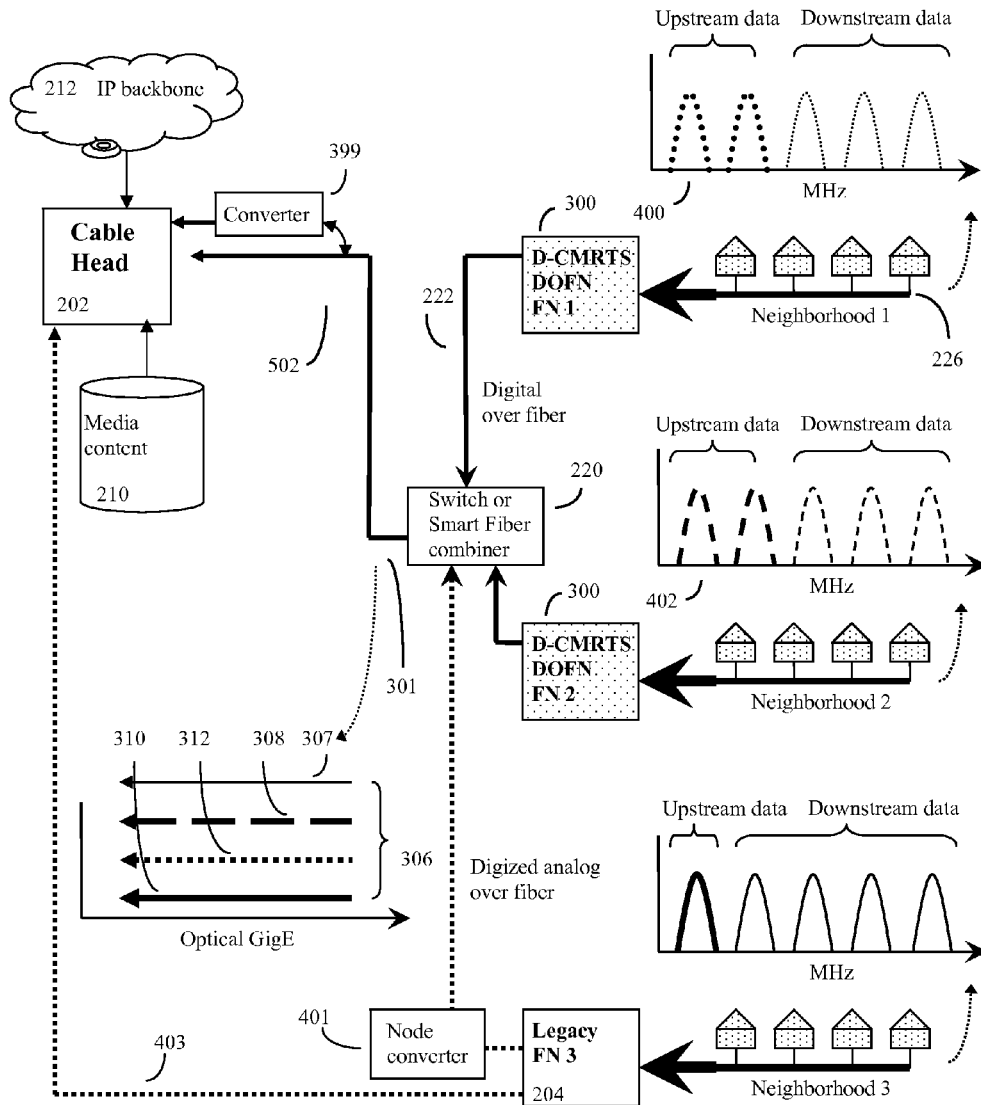 Upstream data
Downstream data
212 IP backbone
399
Converter
MHz
300
400
Cable
Head
202
D-CMRTS
DOFN
FN 1
222
Neighborhood 1
226
502
Digital
over fiber
Media
content
210
Upstream data
Downstream data
220
Switch or
Smart Fiber
combiner
MHz
300
402
D-CMRTS
DOFN
FN 2
301
Neighborhood 2
310
312
308
307
306
Upstream data
Downstream data
Digized analog
over fiber
Optical GigE
MHz
401
Node
converter
Legacy
FN 3
204
403
Neighborhood 3